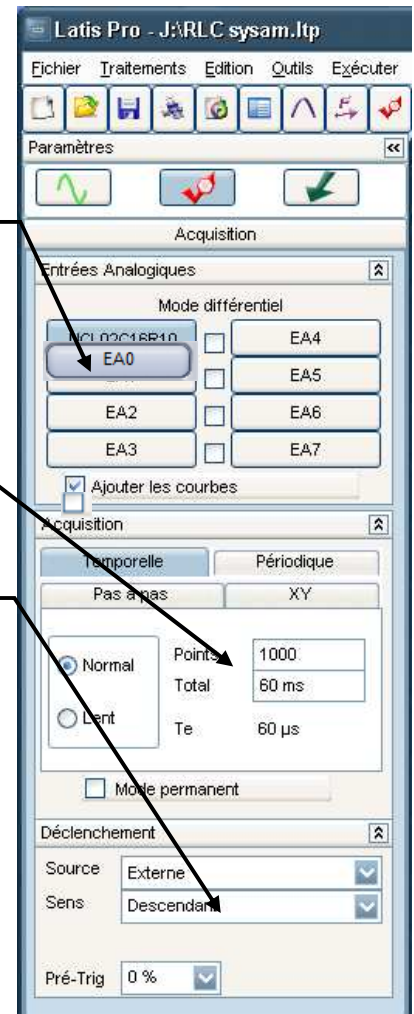 Latis Pro - J:\RLC sysam.ltp
Fichier Traitements Edition Outils Exécuter
Paramètres
Acquisition
Entrées Analogiques
Mode différentiel
UCL02C16R10 EA4
EA0
EA5
EA2 EA6
EA3 EA7
Ajouter les courbes
Acquisition
Temporelle Périodique
Pas à pas XY
Normal Points 1000
Total 60 ms
Lent Te 60 µs
Mode permanent
Déclenchement
Source Externe
Sens Descendant
Pré-Trig 0 %